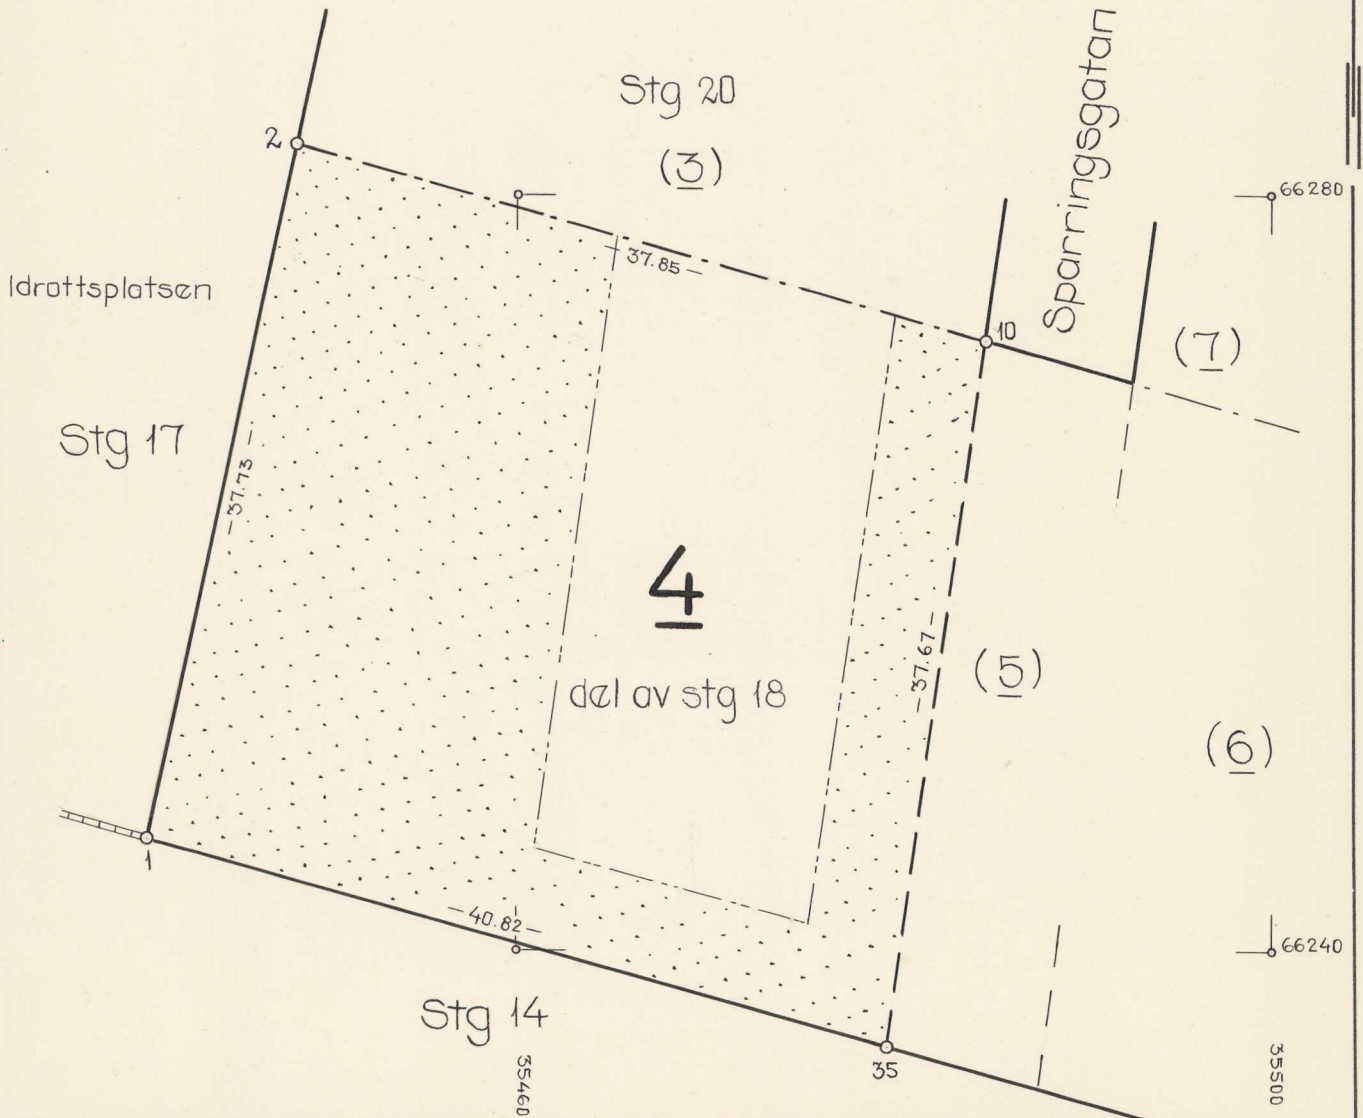 Stg 20
(3)
Sparringsgatan
66280
2
37.85
Idrottsplatsen
10
(7)
Stg 17
37.73
4
del av stg 18
37.67
(5)
(6)
1
40.82
66240
Stg 14
35
35460
35500